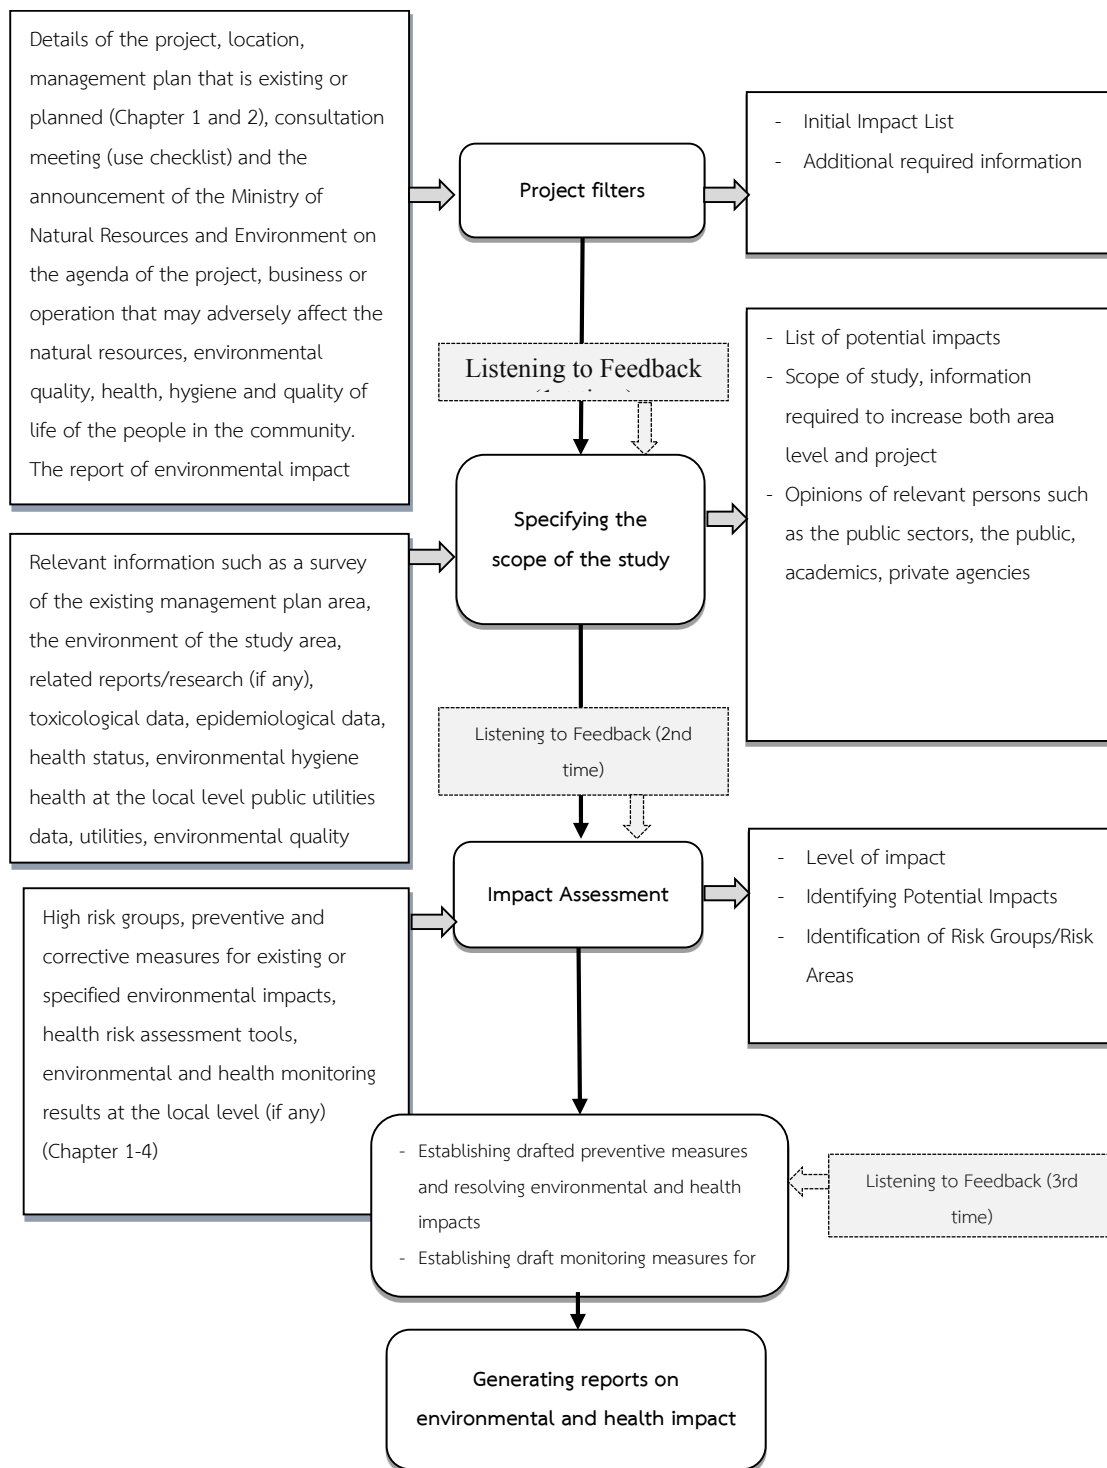 Details of the project, location,
management plan that is existing or
planned (Chapter 1 and 2), consultation
meeting (use checklist) and the
announcement of the Ministry of
Natural Resources and Environment on
the agenda of the project, business or
operation that may adversely affect the
natural resources, environmental
quality, health, hygiene and quality of
life of the people in the community.
The report of environmental impact
Project filters
- Initial Impact List
- Additional required information
Listening to Feedback
Relevant information such as a survey
of the existing management plan area,
the environment of the study area,
related reports/research (if any),
toxicological data, epidemiological data,
health status, environmental hygiene
health at the local level public utilities
data, utilities, environmental quality
Specifying the
scope of the study
- List of potential impacts
- Scope of study, information
required to increase both area
level and project
- Opinions of relevant persons such
as the public sectors, the public,
academics, private agencies
Listening to Feedback (2nd
time)
High risk groups, preventive and
corrective measures for existing or
specified environmental impacts,
health risk assessment tools,
environmental and health monitoring
results at the local level (if any)
(Chapter 1-4)
Impact Assessment
- Level of impact
- Identifying Potential Impacts
- Identification of Risk Groups/Risk
Areas
- Establishing drafted preventive measures
and resolving environmental and health
impacts
- Establishing draft monitoring measures for
Listening to Feedback (3rd
time)
Generating reports on
environmental and health impact